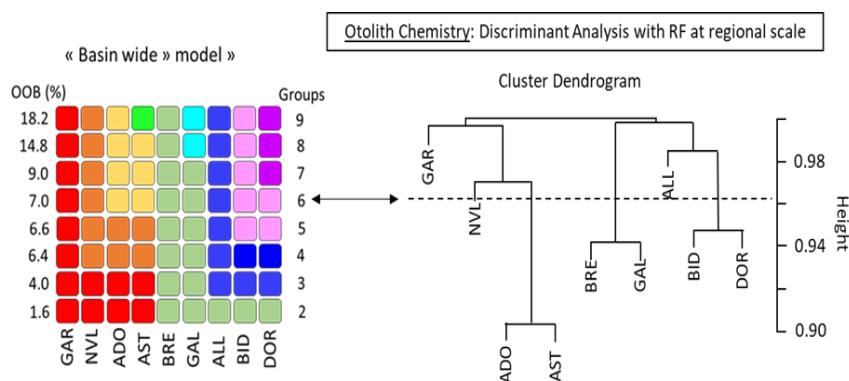 Otolith Chemistry: Discriminant Analysis with RF at regional scale
« Basin wide » model »
OOB (%)
Groups
18.2 9
14.8 8
9.0 7
7.0 6
6.6 5
6.4 4
4.0 3
1.6 2
GAR NVL ADO AST BRE GAL ALL BID DOR
Cluster Dendrogram
GAR
NVL
ADO
AST
BRE
GAL
ALL
BID
DOR
0.98
0.94
0.90
Height